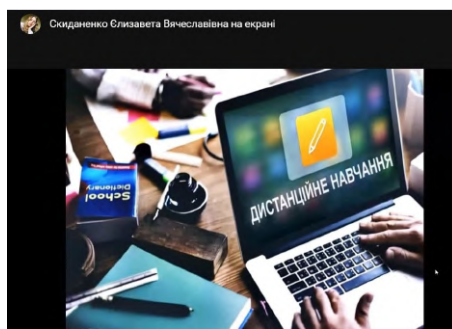 Скиданенко Єлизавета Вячеславівна на екрані
School
Dictionary
ДИСТАНЦІЙНЕ НАВЧАННЯ